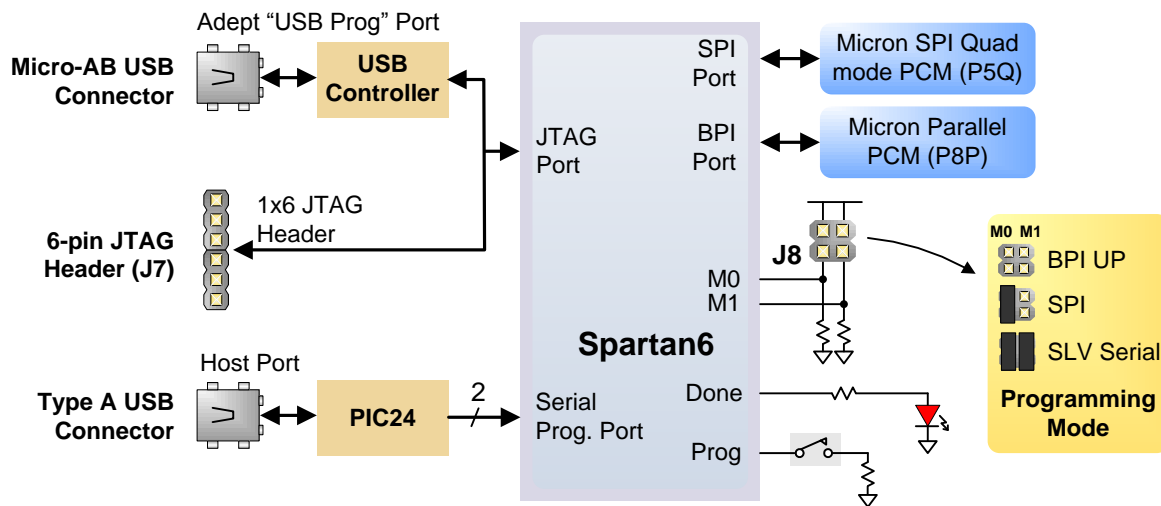 Adept “USB Prog” Port
Micro-AB USB
Connector
USB
Controller
1x6 JTAG
Header
6-pin JTAG
Header (J7)
Host Port
Type A USB
Connector
PIC24
2
JTAG
Port
Serial
Prog. Port
Spartan6
SPI
Port
BPI
Port
M0
M1
Done
Prog
Micron SPI Quad
mode PCM (P5Q)
Micron Parallel
PCM (P8P)
J8
M0 M1
BPI UP
SPI
SLV Serial
Programming
Mode